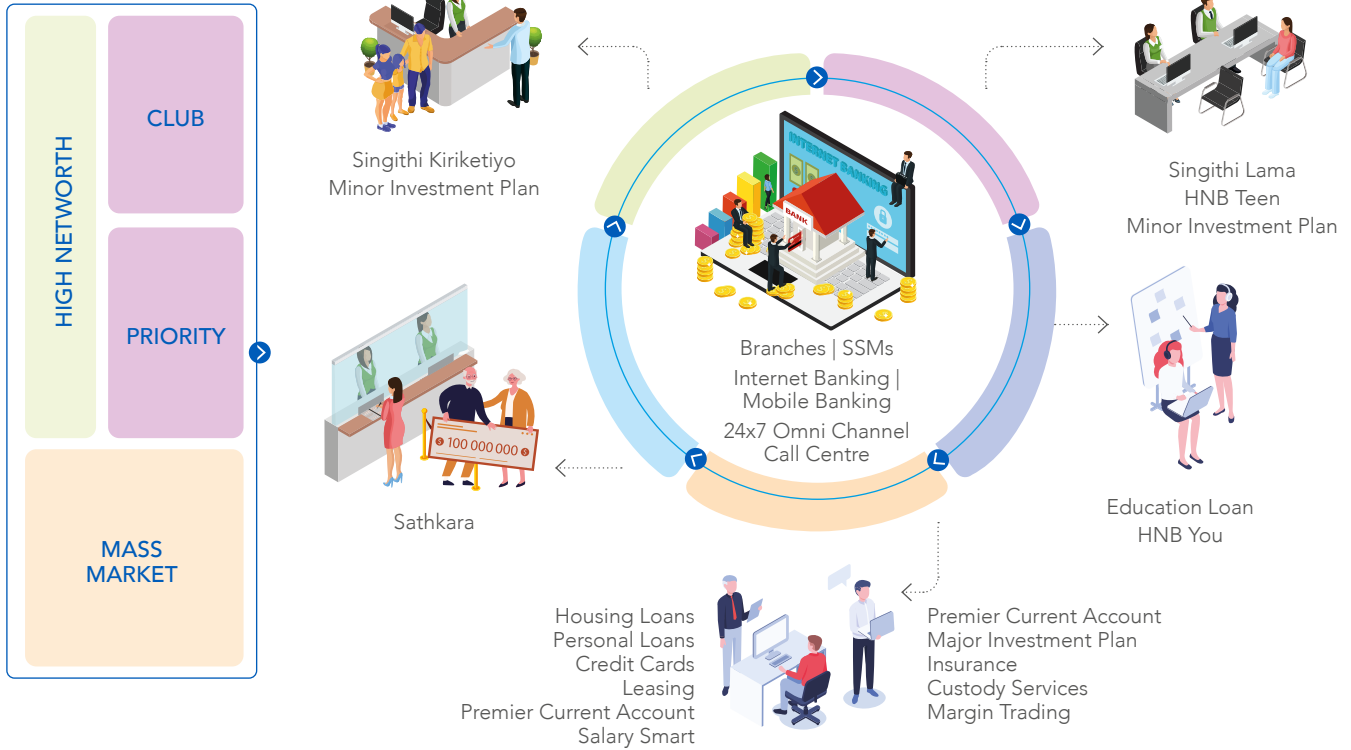 HIGH NETWORTH
CLUB
PRIORITY
MASS
MARKET
Singithi Kiriketiyo
Minor Investment Plan
Singithi Lama
HNB Teen
Minor Investment Plan
INTERNET BANKING
BANK
Branches | SSMs
Internet Banking |
Mobile Banking
24x7 Omni Channel
Call Centre
$ 100 000 000 $
Sathkara
Education Loan
HNB You
Housing Loans
Personal Loans
Credit Cards
Leasing
Premier Current Account
Salary Smart
Premier Current Account
Major Investment Plan
Insurance
Custody Services
Margin Trading